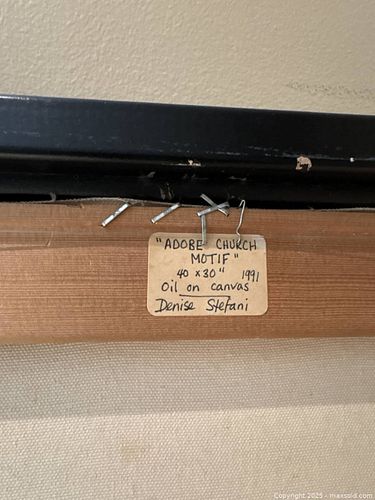 "ADOBE CHURCH
MOTIF"
40 x 30" 1991
Oil on canvas
Denise Stefani
Copyright 2025 - maxsold.com